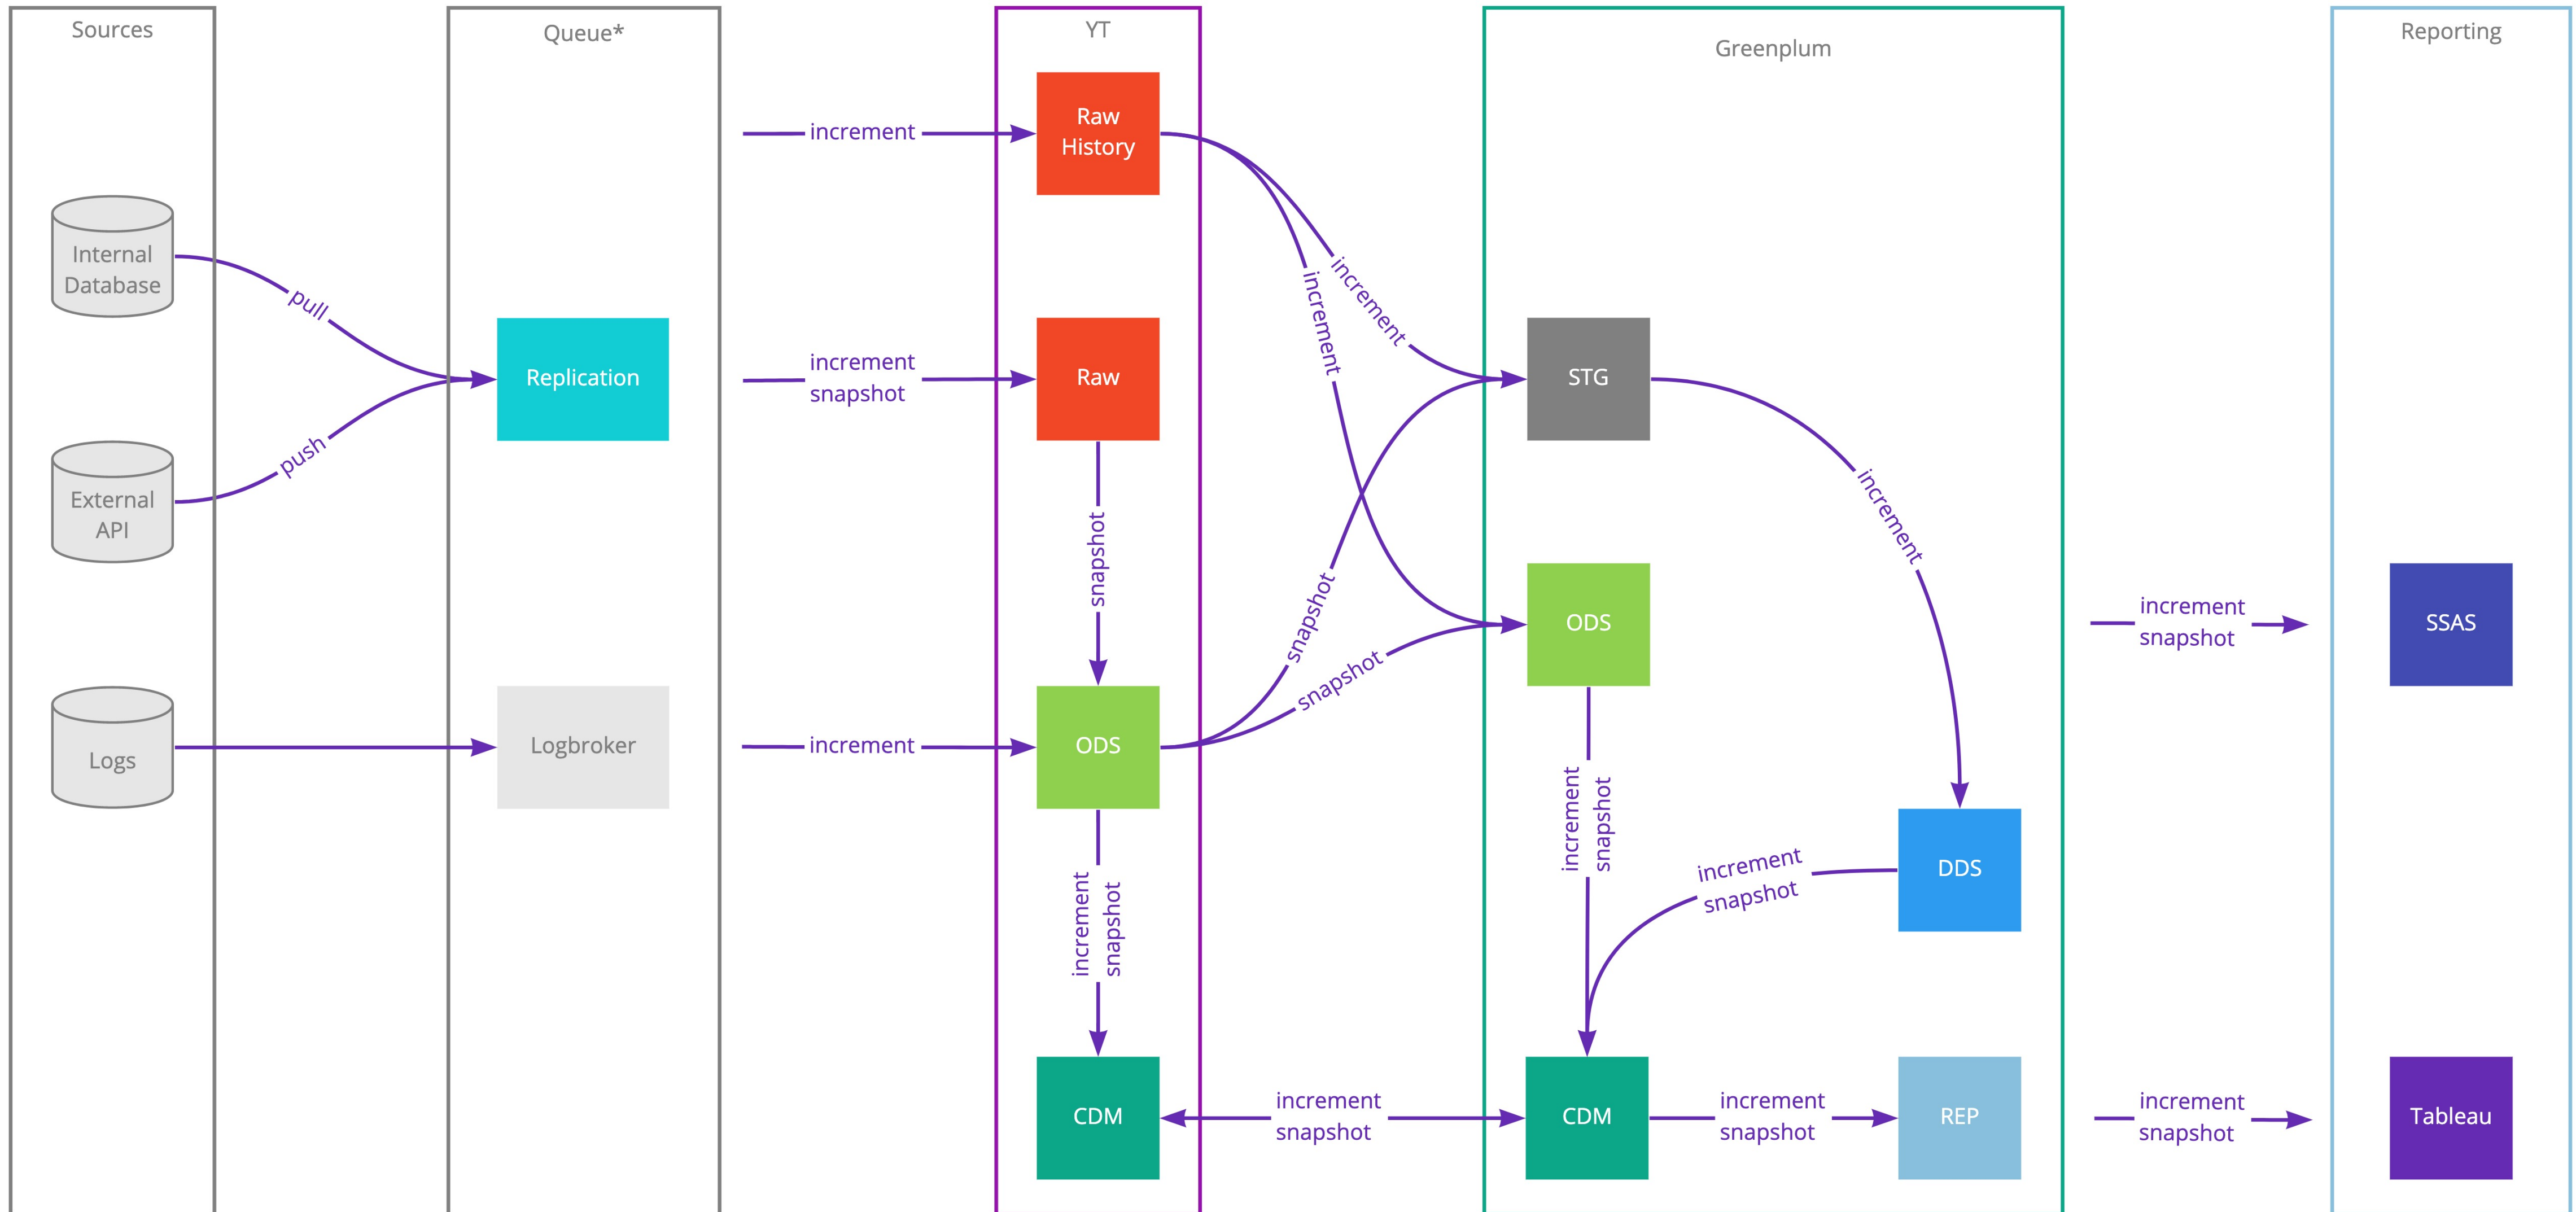 Sources
Internal
Database
External
API
Logs
pull
push
Queue*
Replication
Logbroker
increment
increment
snapshot
increment
YT
Raw
History
Raw
snapshot
ODS
increment
snapshot
CDM
increment
increment
snapshot
snapshot
increment
snapshot
Greenplum
STG
increment
ODS
increment
snapshot
DDS
increment
snapshot
CDM
increment
snapshot
REP
increment
snapshot
increment
snapshot
Reporting
SSAS
Tableau